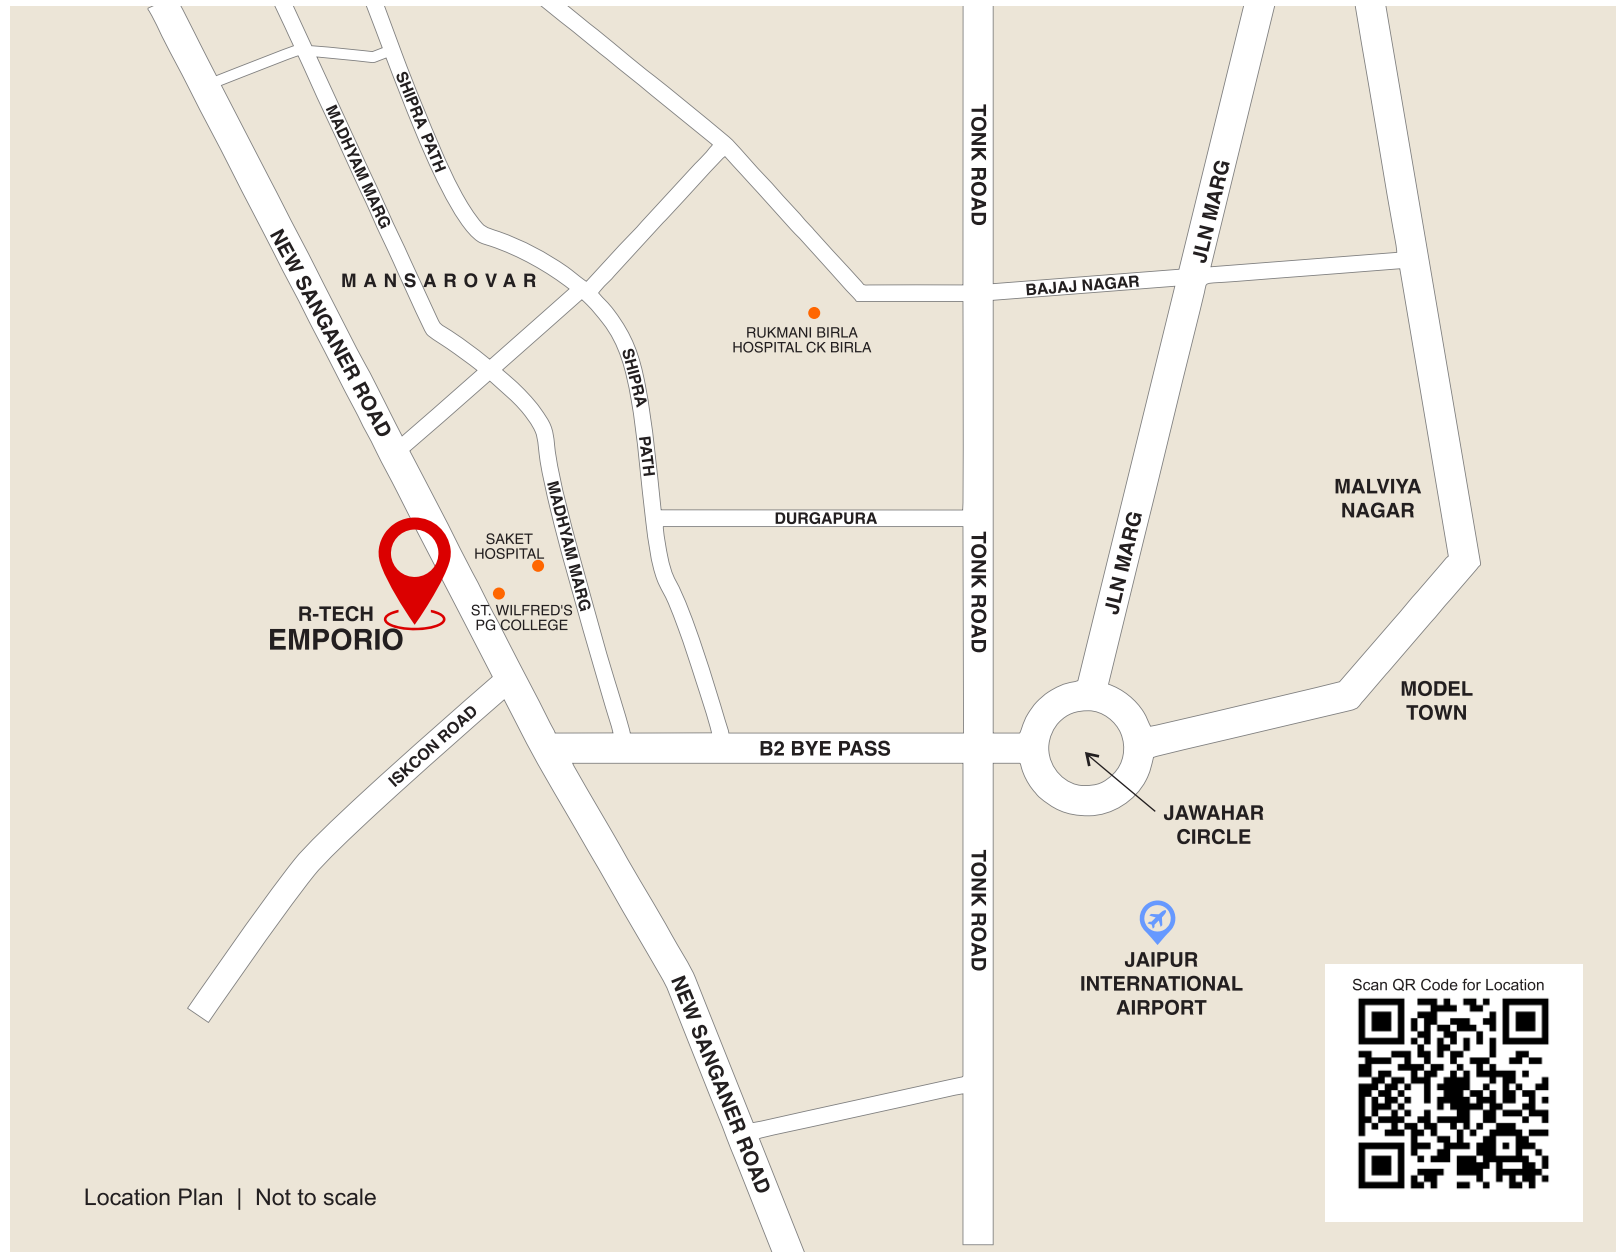 SHIPRA PATH
MADHYAM MARG
TONK ROAD
JLN MARG
NEW SANGANER ROAD
MANSAROVAR
BAJAJ NAGAR
RUKMANI BIRLA
HOSPITAL CK BIRLA
SHIPRA PATH
MALVIYA
NAGAR
MADHYAM MARG
DURGAPURA
JLN MARG
SAKET
HOSPITAL
TONK ROAD
R-TECH
EMPORIO
ST. WILFRED'S
PG COLLEGE
MODEL
TOWN
ISKCON ROAD
B2 BYE PASS
JAWAHAR
CIRCLE
TONK ROAD
JAIPUR
INTERNATIONAL
AIRPORT
NEW SANGANER ROAD
Scan QR Code for Location
Location Plan | Not to scale